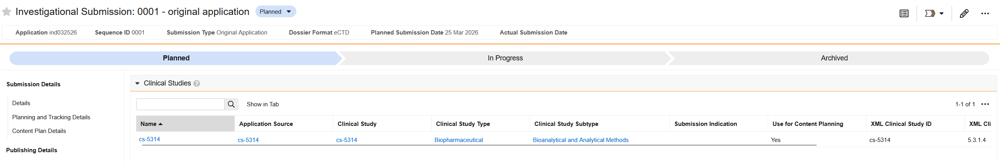 Investigational Submission: 0001 - original application Planned
Application ind032526 Sequence ID 0001 Submission Type Original Application Dossier Format eCTD Planned Submission Date 25 Mar 2026 Actual Submission Date
Planned In Progress Archived
Submission Details
Details
Planning and Tracking Details
Content Plan Details
Publishing Details
Clinical Studies ?
Show in Tab 1-1 of 1
Name Application Source Clinical Study Clinical Study Type Clinical Study Subtype Submission Indication Use for Content Planning XML Clinical Study ID XML Cli
cs-5314 cs-5314 cs-5314 Biopharmaceutical Bioanalytical and Analytical Methods Yes cs-5314 5.3.1.4